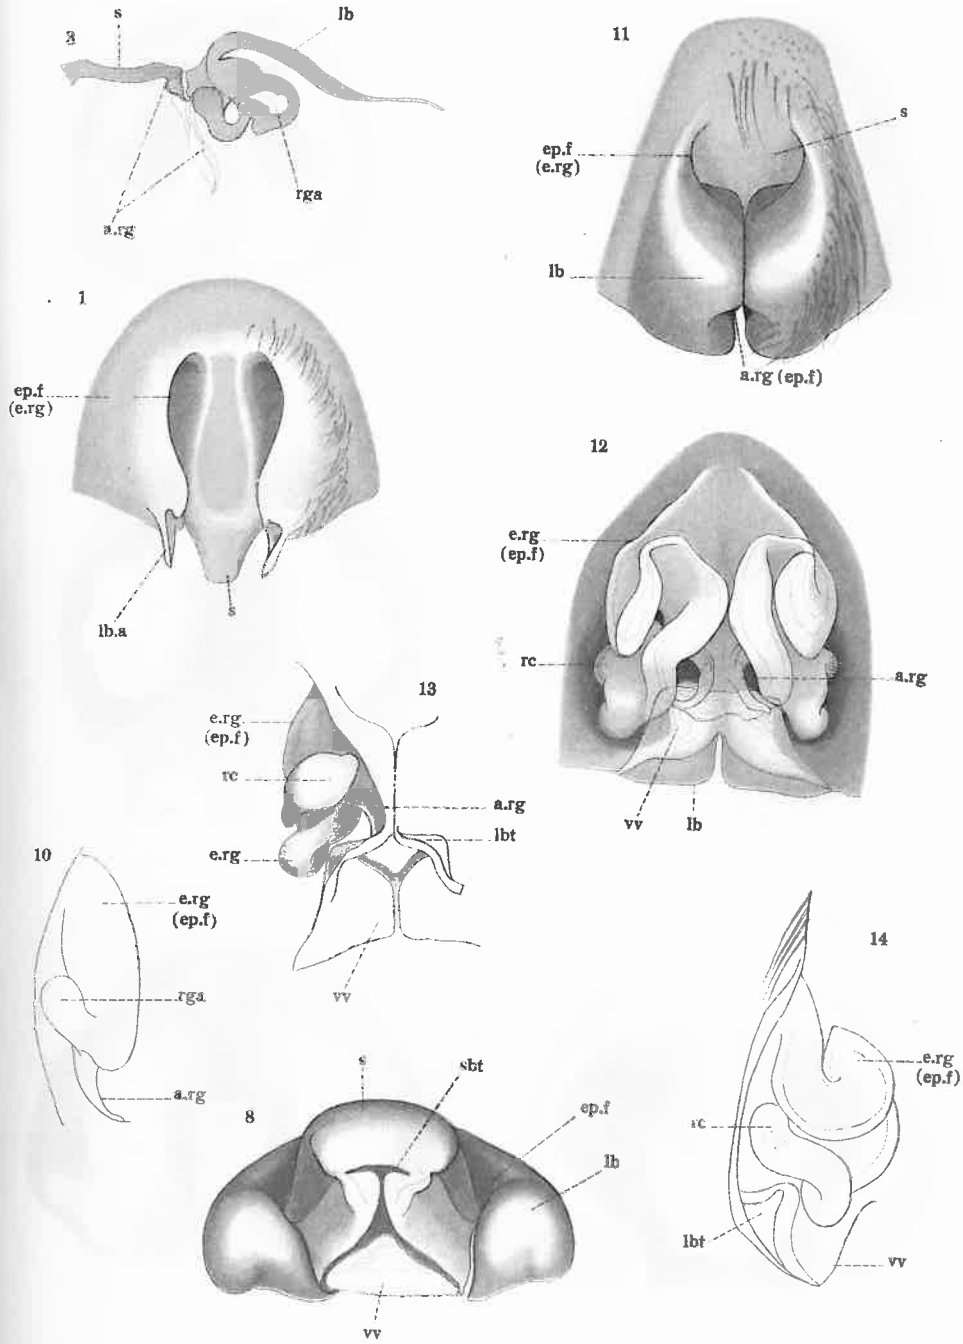 3
s
lb
rga
a.rg
11
s
ep.f
(e.rg)
lb
a.rg (ep.f)
1
ep.f
(e.rg)
lb.a
s
12
e.rg
(ep.f)
rc
a.rg
vv
lb
13
e.rg
(ep.f)
rc
a.rg
lbt
e.rg
vv
10
e.rg
(ep.f)
rga
a.rg
14
e.rg
(ep.f)
rc
lbt
vv
8
s
sbt
ep.f
lb
vv